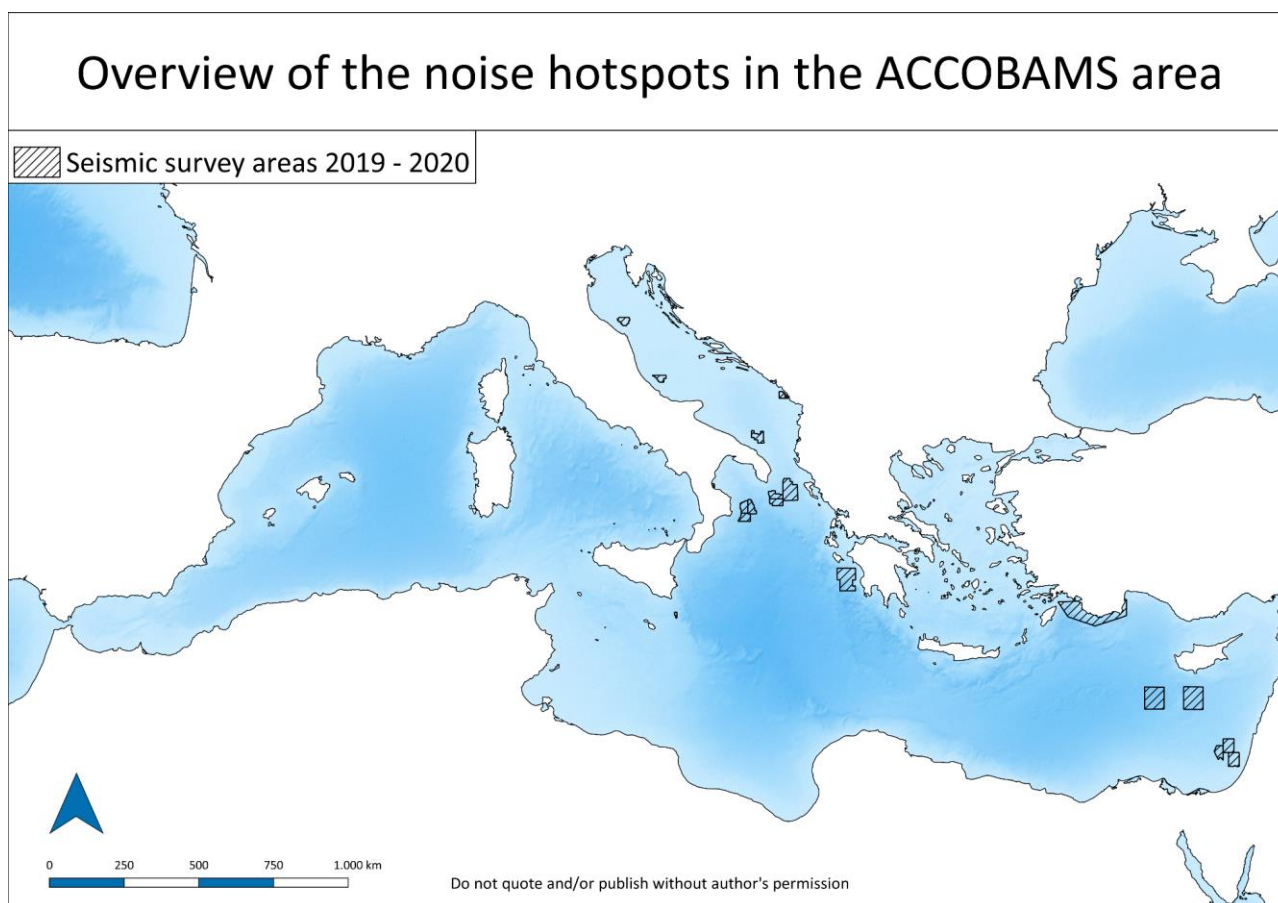 Overview of the noise hotspots in the ACCOBAMS area
Seismic survey areas 2019 - 2020
0 250 500 750 1.000 km
Do not quote and/or publish without author's permission